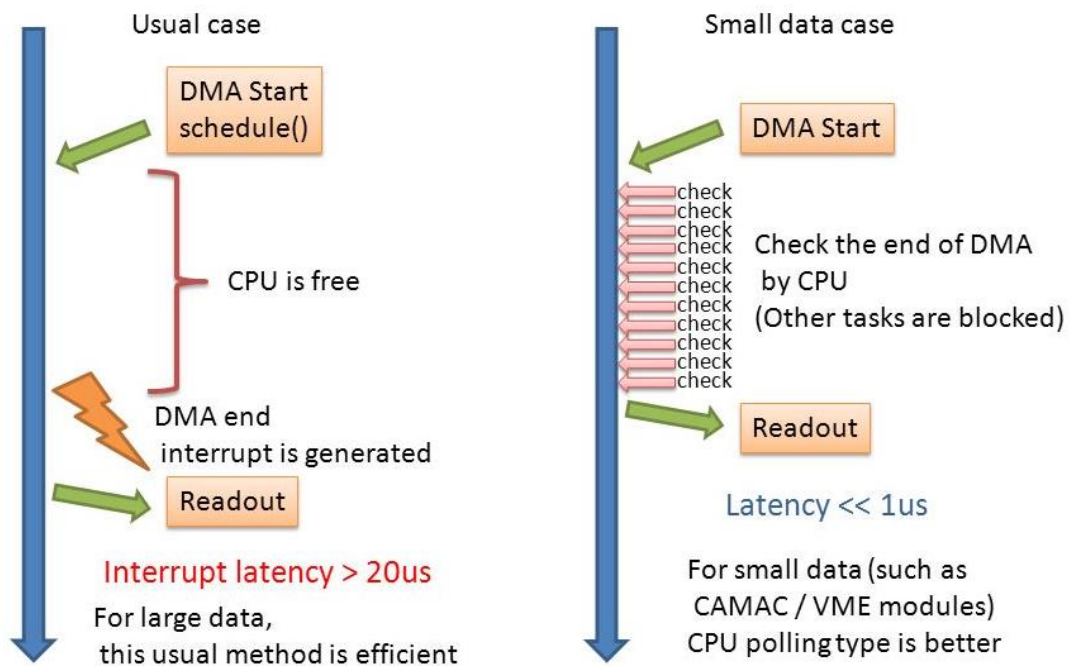 Usual case
DMA Start
schedule()
CPU is free
DMA end
interrupt is generated
Readout
Interrupt latency > 20us
For large data,
this usual method is efficient
Small data case
DMA Start
check
check
check
check
check
check
check
check
check
check
check
Check the end of DMA
by CPU
(Other tasks are blocked)
Readout
Latency << 1us
For small data (such as
CAMAC / VME modules)
CPU polling type is better